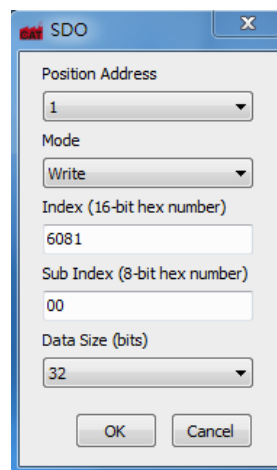 CAT SDO
Position Address
1
Mode
Write
Index (16-bit hex number)
6081
Sub Index (8-bit hex number)
00
Data Size (bits)
32
OK Cancel